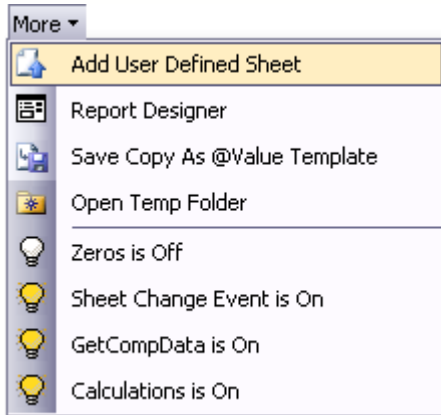 More
Add User Defined Sheet
Report Designer
Save Copy As @Value Template
Open Temp Folder
Zeros is Off
Sheet Change Event is On
GetCompData is On
Calculations is On